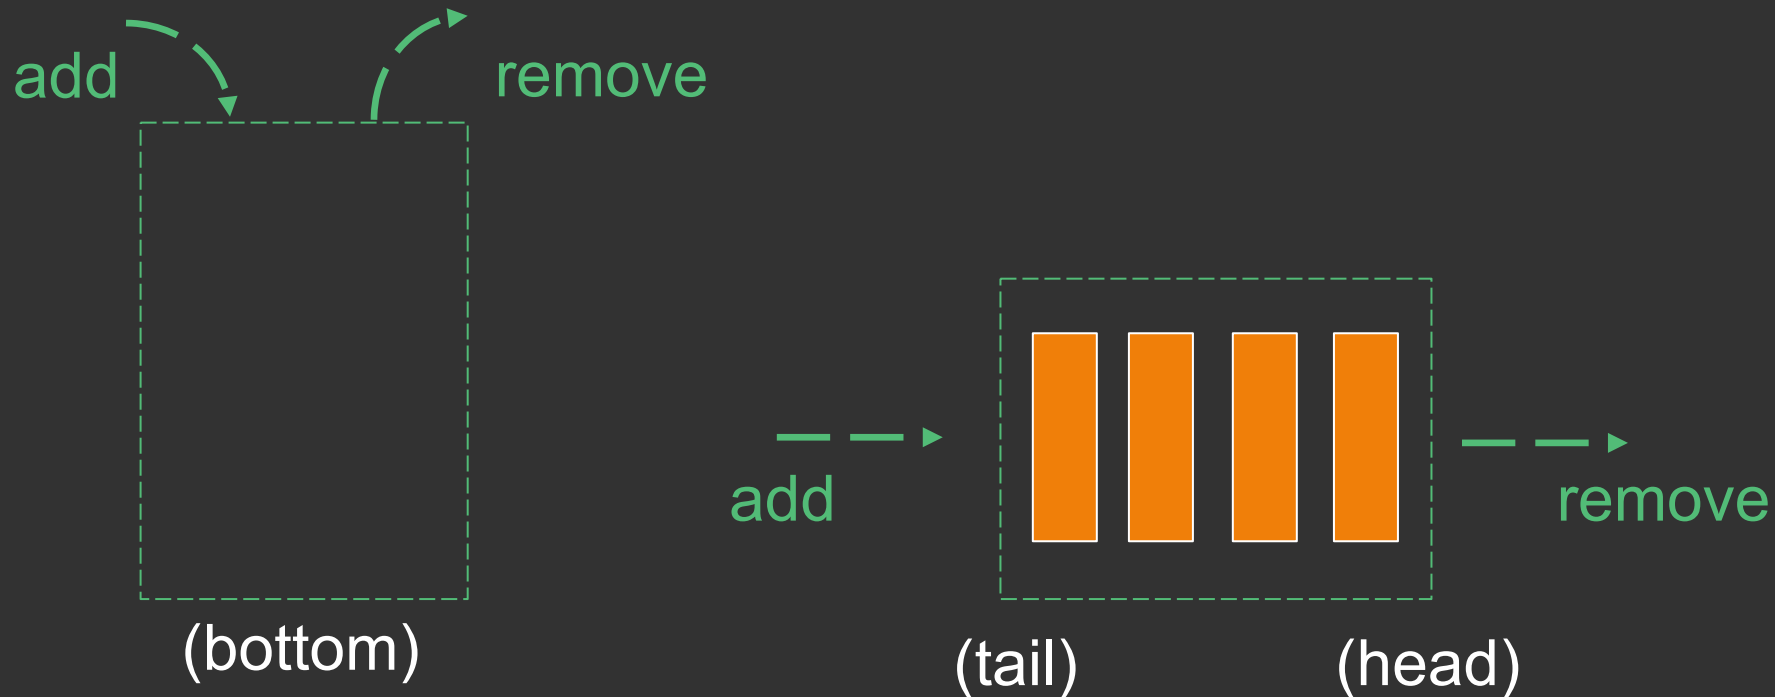 add
remove
(bottom)
add
remove
(tail)
(head)